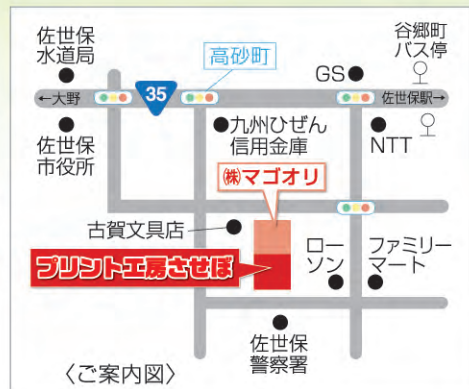 佐世保
水道局
高砂町
GS
谷郷町
バス停
←大野
35
佐世保駅→
佐世保
市役所
九州ひぜん
信用金庫
NTT
㈱マゴオリ
古賀文具店
プリント工房させぼ
ロー
ソン
ファミリー
マート
佐世保
警察署
〈ご案内図〉